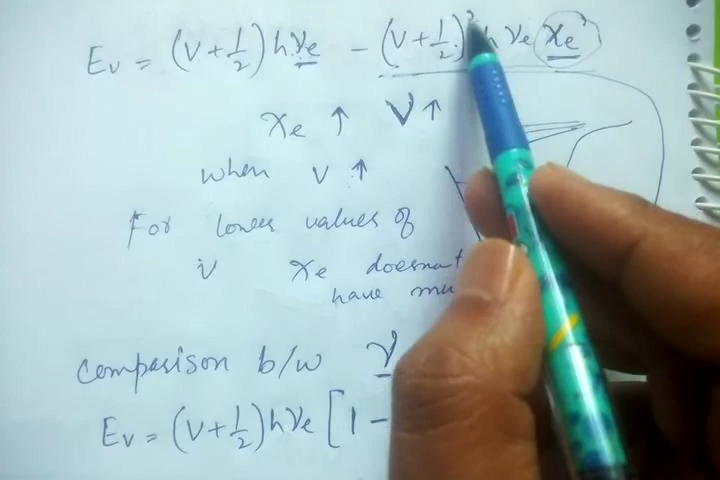 Ev = (v+1/2) hνe - (v+1/2)² h νe xe
xe ↑ v ↑
when v ↑
For lower values of
v xe doesnot
have
comparison b/w ν
Ev = (v+1/2) hνe [1 -